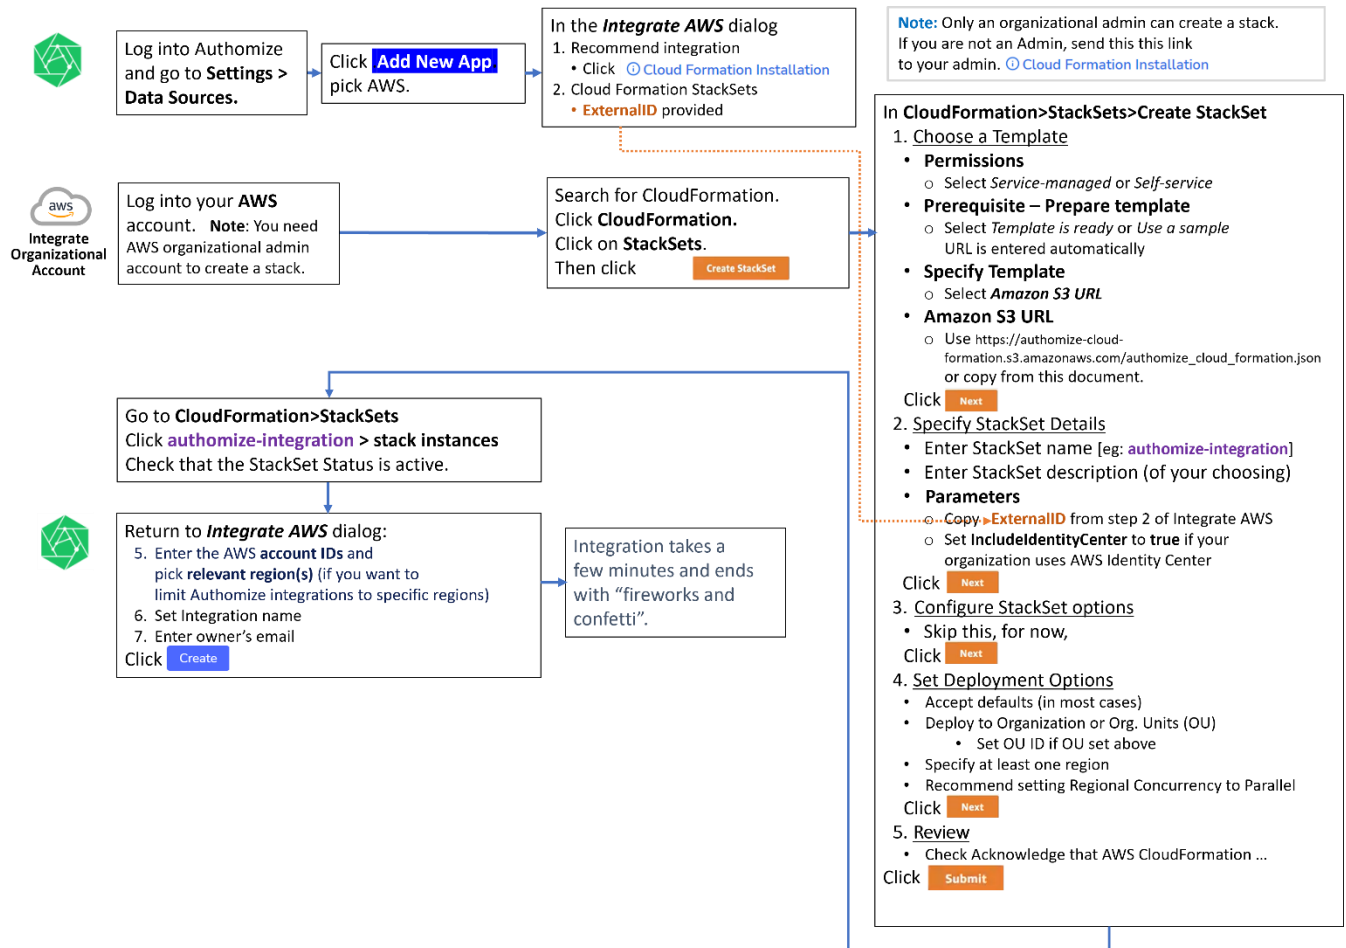 Log into Authomize
and go to Settings >
Data Sources.
Click Add New App,
pick AWS.
In the Integrate AWS dialog
1. Recommend integration
• Click Cloud Formation Installation
2. Cloud Formation StackSets
• ExternalID provided
Note: Only an organizational admin can create a stack.
If you are not an Admin, send this this link
to your admin. Cloud Formation Installation
aws
Integrate
Organizational
Account
Log into your AWS
account. Note: You need
AWS organizational admin
account to create a stack.
Search for CloudFormation.
Click CloudFormation.
Click on StackSets.
Then click Create StackSet
In CloudFormation>StackSets>Create StackSet
1. Choose a Template
• Permissions
o Select Service-managed or Self-service
• Prerequisite – Prepare template
o Select Template is ready or Use a sample
URL is entered automatically
• Specify Template
o Select Amazon S3 URL
• Amazon S3 URL
o Use https://authomize-cloud-
formation.s3.amazonaws.com/authomize_cloud_formation.json
or copy from this document.
Click Next
2. Specify StackSet Details
• Enter StackSet name [eg: authomize-integration]
• Enter StackSet description (of your choosing)
• Parameters
o Copy ExternalID from step 2 of Integrate AWS
o Set IncludeIdentityCenter to true if your
organization uses AWS Identity Center
Click Next
3. Configure StackSet options
• Skip this, for now,
Click Next
4. Set Deployment Options
• Accept defaults (in most cases)
• Deploy to Organization or Org. Units (OU)
• Set OU ID if OU set above
• Specify at least one region
• Recommend setting Regional Concurrency to Parallel
Click Next
5. Review
• Check Acknowledge that AWS CloudFormation ...
Click Submit
Go to CloudFormation>StackSets
Click authomize-integration > stack instances
Check that the StackSet Status is active.
Return to Integrate AWS dialog:
5. Enter the AWS account IDs and
pick relevant region(s) (if you want to
limit Authomize integrations to specific regions)
6. Set Integration name
7. Enter owner's email
Click Create
Integration takes a
few minutes and ends
with "fireworks and
confetti".